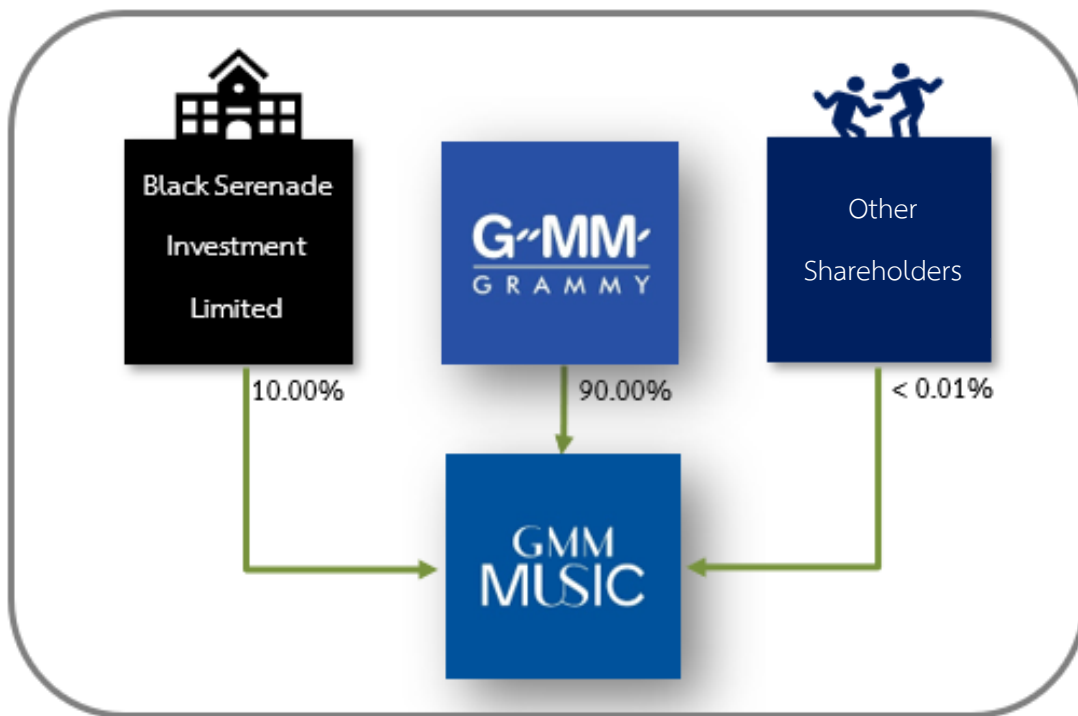 Black Serenade
Investment
Limited
G MM
GRAMMY
Other
Shareholders
10.00%
90.00%
< 0.01%
GMM
MUSIC